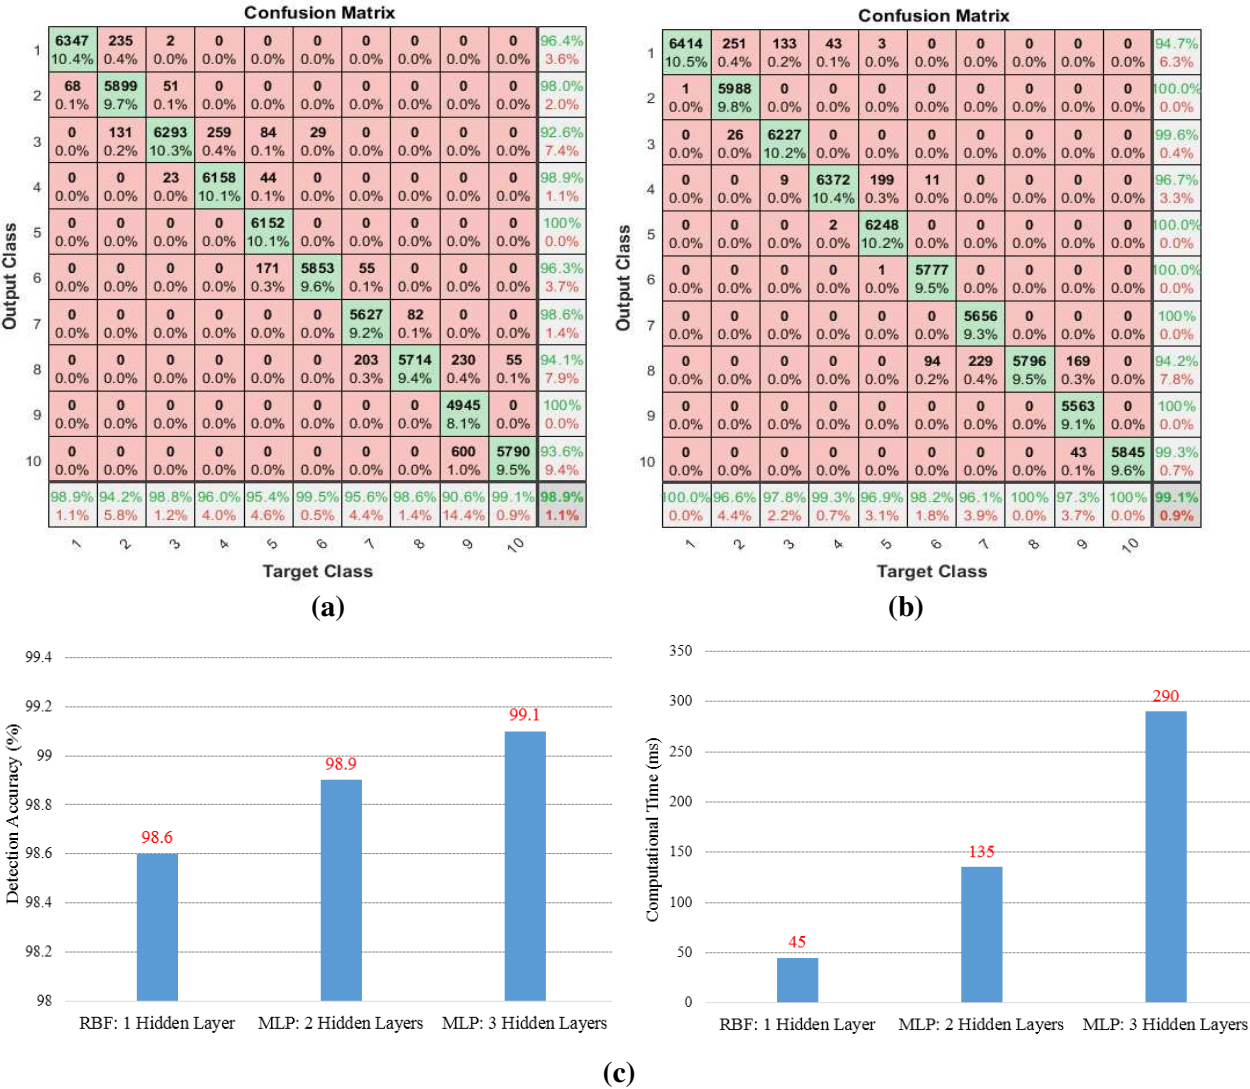 Confusion Matrix
1 6347 235 2 0 0 0 0 0 0 0 96.4%
10.4% 0.4% 0.0% 0.0% 0.0% 0.0% 0.0% 0.0% 0.0% 0.0% 3.6%
2 68 5899 51 0 0 0 0 0 0 0 98.0%
0.1% 9.7% 0.1% 0.0% 0.0% 0.0% 0.0% 0.0% 0.0% 0.0% 2.0%
3 0 131 6293 259 84 29 0 0 0 0 92.6%
0.0% 0.2% 10.3% 0.4% 0.1% 0.0% 0.0% 0.0% 0.0% 0.0% 7.4%
4 0 0 23 6158 44 0 0 0 0 0 98.9%
0.0% 0.0% 0.0% 10.1% 0.1% 0.0% 0.0% 0.0% 0.0% 0.0% 1.1%
5 0 0 0 0 6152 0 0 0 0 0 100%
0.0% 0.0% 0.0% 0.0% 10.1% 0.0% 0.0% 0.0% 0.0% 0.0% 0.0%
6 0 0 0 0 171 5853 55 0 0 0 96.3%
0.0% 0.0% 0.0% 0.0% 0.3% 9.6% 0.1% 0.0% 0.0% 0.0% 3.7%
7 0 0 0 0 0 0 5627 82 0 0 98.6%
0.0% 0.0% 0.0% 0.0% 0.0% 0.0% 9.2% 0.1% 0.0% 0.0% 1.4%
8 0 0 0 0 0 0 203 5714 230 55 94.1%
0.0% 0.0% 0.0% 0.0% 0.0% 0.0% 0.3% 9.4% 0.4% 0.1% 7.9%
9 0 0 0 0 0 0 0 0 4945 0 100%
0.0% 0.0% 0.0% 0.0% 0.0% 0.0% 0.0% 0.0% 8.1% 0.0% 0.0%
10 0 0 0 0 0 0 0 0 600 5790 93.6%
0.0% 0.0% 0.0% 0.0% 0.0% 0.0% 0.0% 0.0% 1.0% 9.5% 9.4%
98.9% 94.2% 98.8% 96.0% 95.4% 99.5% 95.6% 98.6% 90.6% 99.1% 98.9%
1.1% 5.8% 1.2% 4.0% 4.6% 0.5% 4.4% 1.4% 14.4% 0.9% 1.1%
1 2 3 4 5 6 7 8 9 10
Output Class
Target Class
(a)
Confusion Matrix
1 6414 251 133 43 3 0 0 0 0 0 94.7%
10.5% 0.4% 0.2% 0.1% 0.0% 0.0% 0.0% 0.0% 0.0% 0.0% 6.3%
2 1 5988 0 0 0 0 0 0 0 0 100.0%
0.0% 9.8% 0.0% 0.0% 0.0% 0.0% 0.0% 0.0% 0.0% 0.0% 0.0%
3 0 26 6227 0 0 0 0 0 0 0 99.6%
0.0% 0.0% 10.2% 0.0% 0.0% 0.0% 0.0% 0.0% 0.0% 0.0% 0.4%
4 0 0 9 6372 199 11 0 0 0 0 96.7%
0.0% 0.0% 0.0% 10.4% 0.3% 0.0% 0.0% 0.0% 0.0% 0.0% 3.3%
5 0 0 0 2 6248 0 0 0 0 0 100.0%
0.0% 0.0% 0.0% 0.0% 10.2% 0.0% 0.0% 0.0% 0.0% 0.0% 0.0%
6 0 0 0 0 1 5777 0 0 0 0 100.0%
0.0% 0.0% 0.0% 0.0% 0.0% 9.5% 0.0% 0.0% 0.0% 0.0% 0.0%
7 0 0 0 0 0 0 5656 0 0 0 100%
0.0% 0.0% 0.0% 0.0% 0.0% 0.0% 9.3% 0.0% 0.0% 0.0% 0.0%
8 0 0 0 0 0 94 229 5796 169 0 94.2%
0.0% 0.0% 0.0% 0.0% 0.0% 0.2% 0.4% 9.5% 0.3% 0.0% 7.8%
9 0 0 0 0 0 0 0 0 5563 0 100%
0.0% 0.0% 0.0% 0.0% 0.0% 0.0% 0.0% 0.0% 9.1% 0.0% 0.0%
10 0 0 0 0 0 0 0 0 43 5845 99.3%
0.0% 0.0% 0.0% 0.0% 0.0% 0.0% 0.0% 0.0% 0.1% 9.6% 0.7%
100.0% 96.6% 97.8% 99.3% 96.9% 98.2% 96.1% 100% 97.3% 100% 99.1%
0.0% 4.4% 2.2% 0.7% 3.1% 1.8% 3.9% 0.0% 3.7% 0.0% 0.9%
1 2 3 4 5 6 7 8 9 10
Output Class
Target Class
(b)
99.4
99.2
99
98.8
98.6
98.4
98.2
98
Detection Accuracy (%)
98.6
98.9
99.1
RBF: 1 Hidden Layer MLP: 2 Hidden Layers MLP: 3 Hidden Layers
350
300
250
200
150
100
50
0
Computational Time (ms)
45
135
290
RBF: 1 Hidden Layer MLP: 2 Hidden Layers MLP: 3 Hidden Layers
(c)